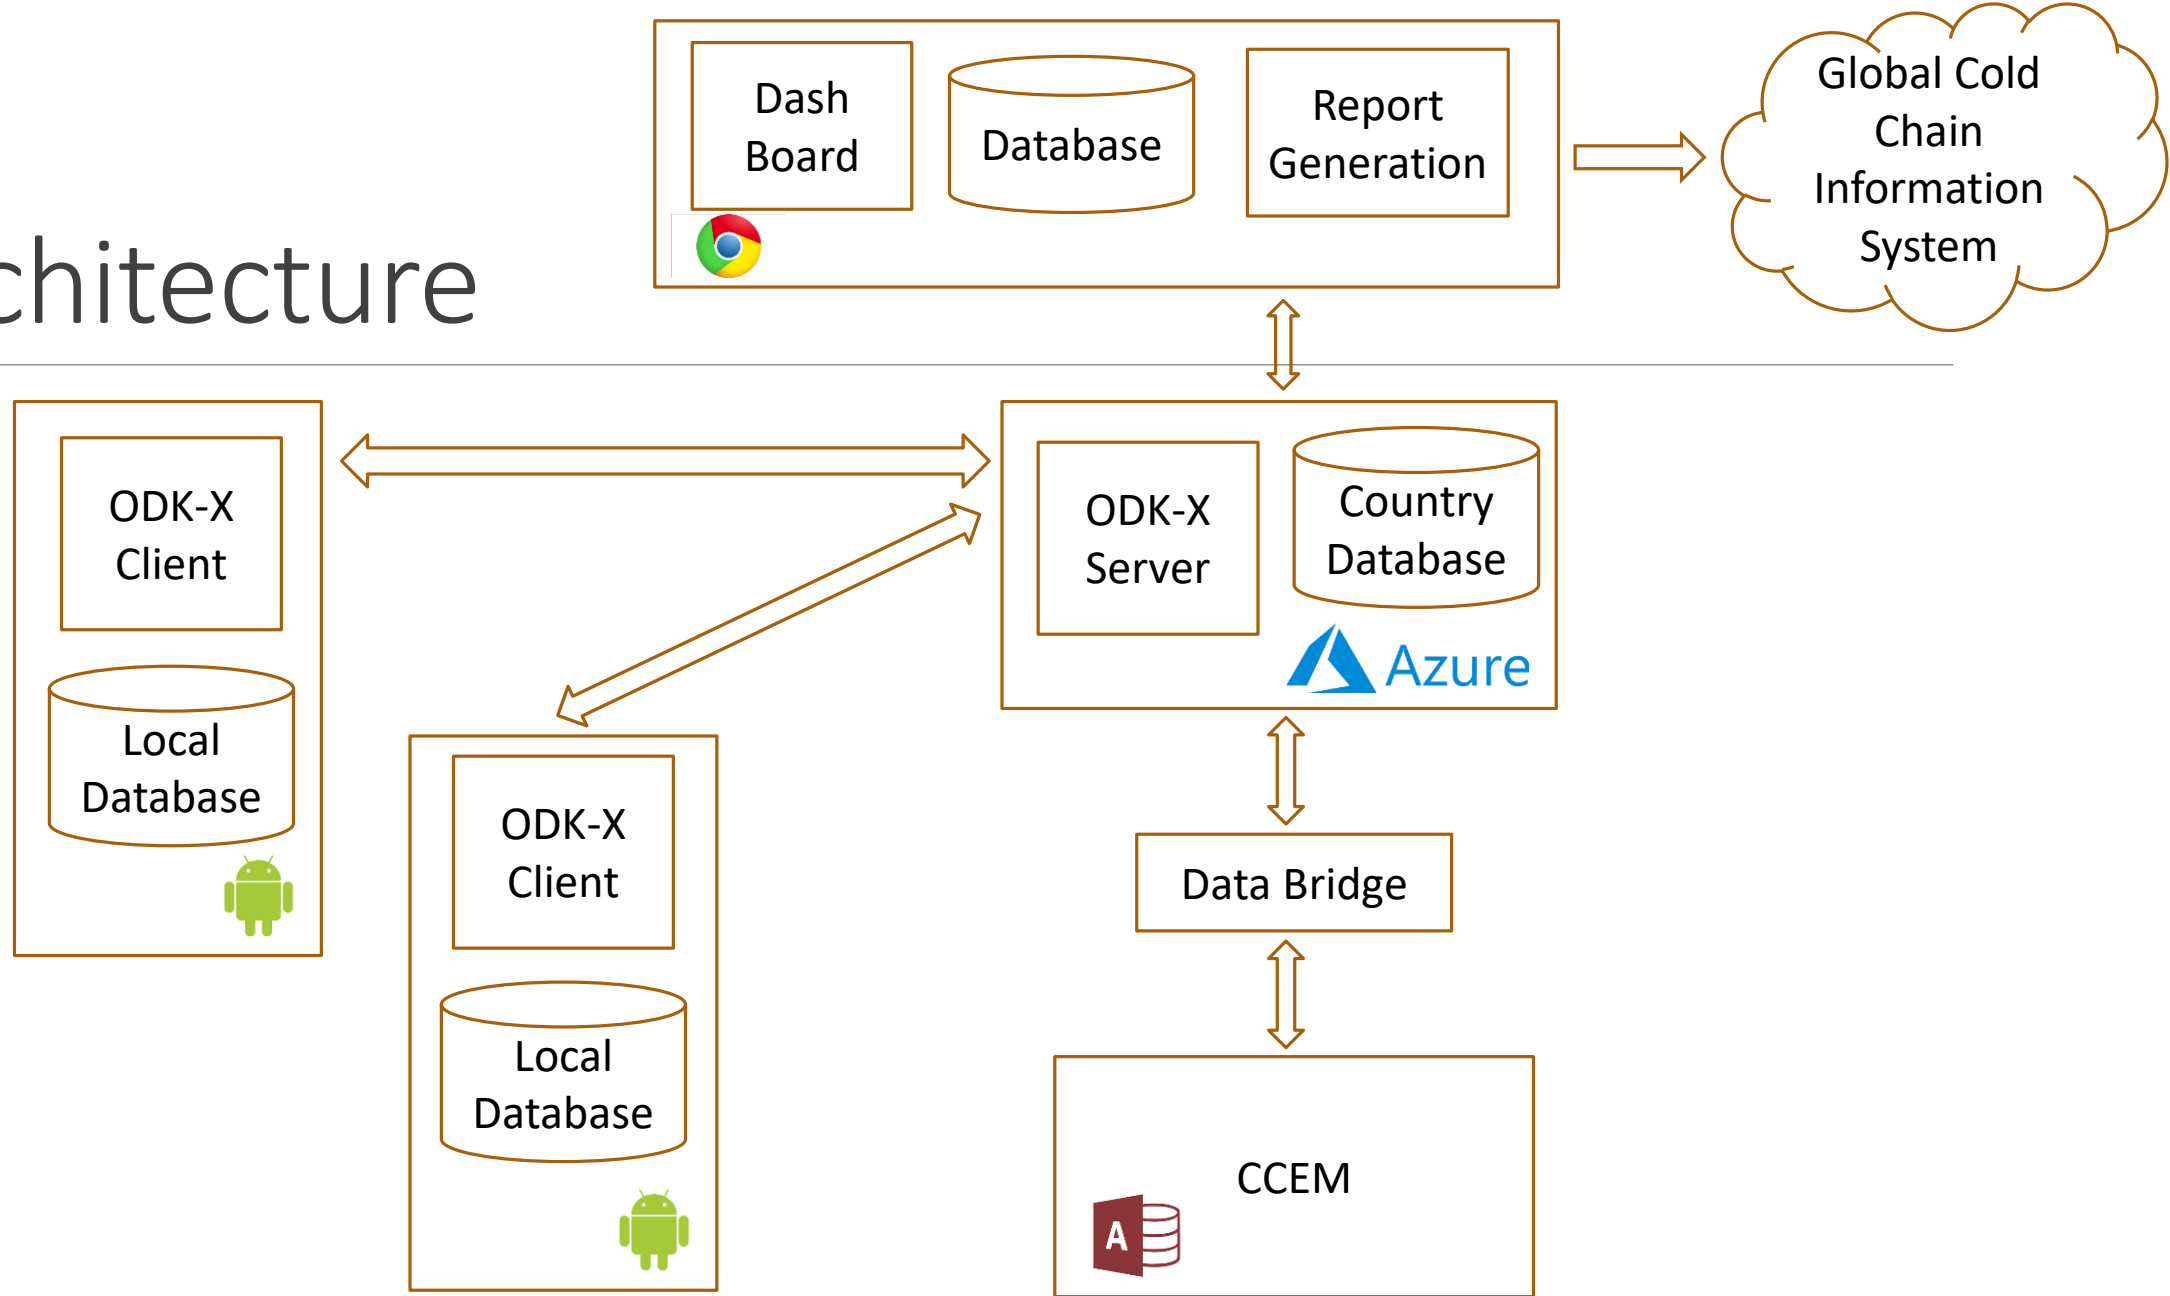 Dash
Board
Database
Report
Generation
Global Cold
Chain
Information
System
chitecture
ODK-X
Client
Local
Database
ODK-X
Client
Local
Database
ODK-X
Server
Country
Database
Azure
Data Bridge
CCEM
A